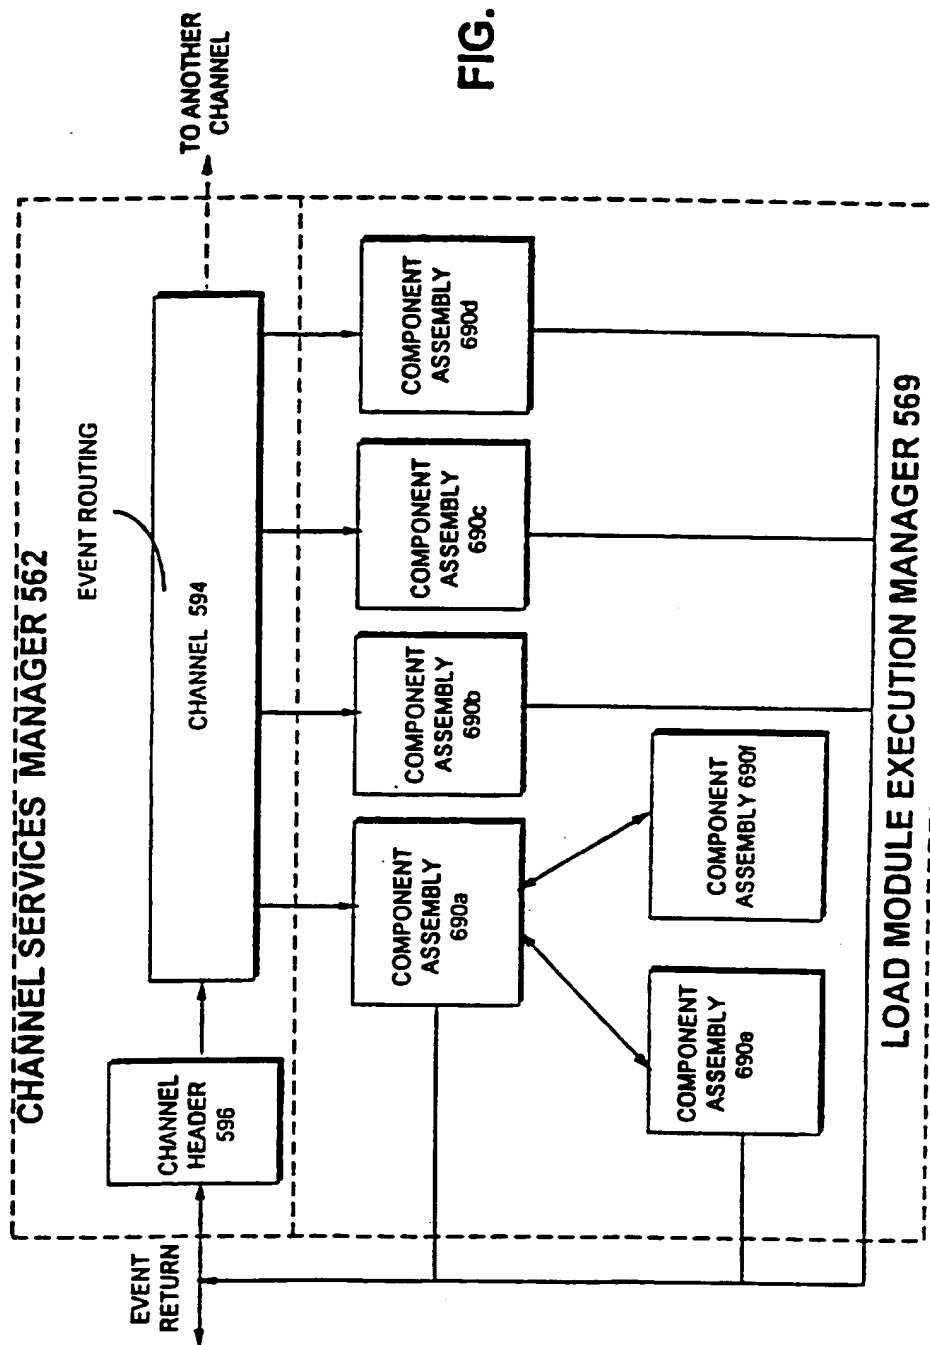 CHANNEL SERVICES MANAGER 562
EVENT ROUTING
TO ANOTHER
CHANNEL
CHANNEL
HEADER
596
CHANNEL 594
EVENT
RETURN
COMPONENT
ASSEMBLY
690a
COMPONENT
ASSEMBLY
690b
COMPONENT
ASSEMBLY
690c
COMPONENT
ASSEMBLY
690d
COMPONENT
ASSEMBLY
690e
COMPONENT
ASSEMBLY 690f
LOAD MODULE EXECUTION MANAGER 569
FIG.